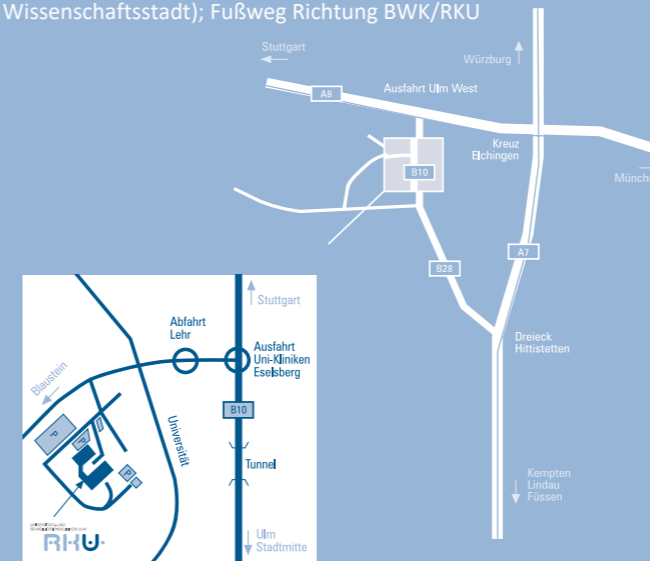 Wissenschaftsstadt); Fußweg Richtung BWK/RKU
Stuttgart
Würzburg
Ausfahrt Ulm West
A8
Kreuz
Elchingen
B10
Münche
A7
B28
Dreieck
Hittistetten
Kempten
Lindau
Füssen
Stuttgart
Abfahrt
Lehr
Ausfahrt
Uni-Kliniken
Eselsberg
Blaustein
B10
Universität
P
P
P
Tunnel
Ulm
Stadtmitte
RKU